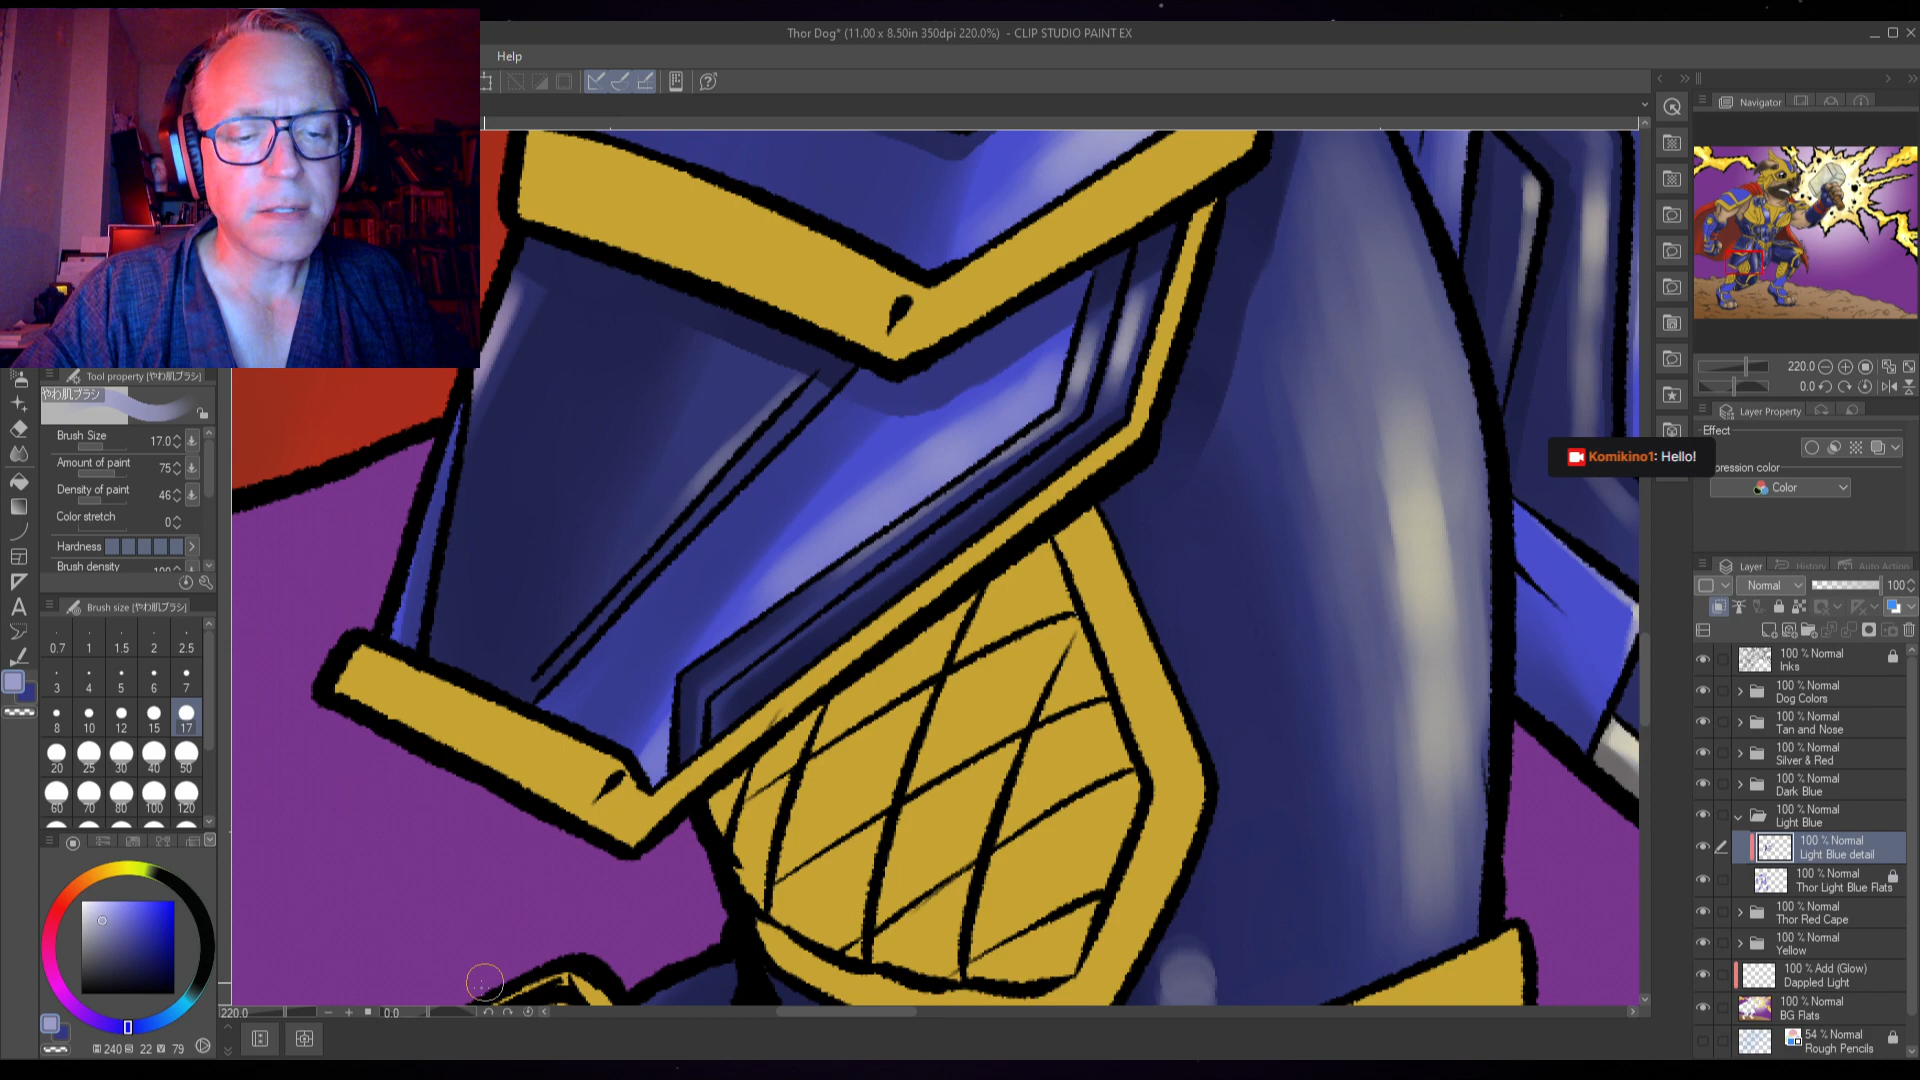 Thor Dog* (11.00 x 8.50in 350dpi 220.0%) - CLIP STUDIO PAINT EX
Help
Navigator
220.0
0.0
Tool property [やわ肌ブラシ]
やわ肌ブラシ
Brush Size 17.0
Amount of paint 75
Density of paint 46
Color stretch 0
Hardness
Brush density 100
Brush size [やわ肌ブラシ]
0.7 1 1.5 2 2.5
3 4 5 6 7
8 10 12 15 17
20 25 30 40 50
60 70 80 100 120
240 22 79
220.0 0.0
Layer Property
Effect
Komikino1: Hello!
pression color
Color
Layer History Auto Action
Normal 100
100 % Normal
Inks
100 % Normal
Dog Colors
100 % Normal
Tan and Nose
100 % Normal
Silver & Red
100 % Normal
Dark Blue
100 % Normal
Light Blue
100 % Normal
Light Blue detail
100 % Normal
Thor Light Blue Flats
100 % Normal
Thor Red Cape
100 % Normal
Yellow
100 % Add (Glow)
Dappled Light
100 % Normal
BG Flats
54 % Normal
Rough Pencils